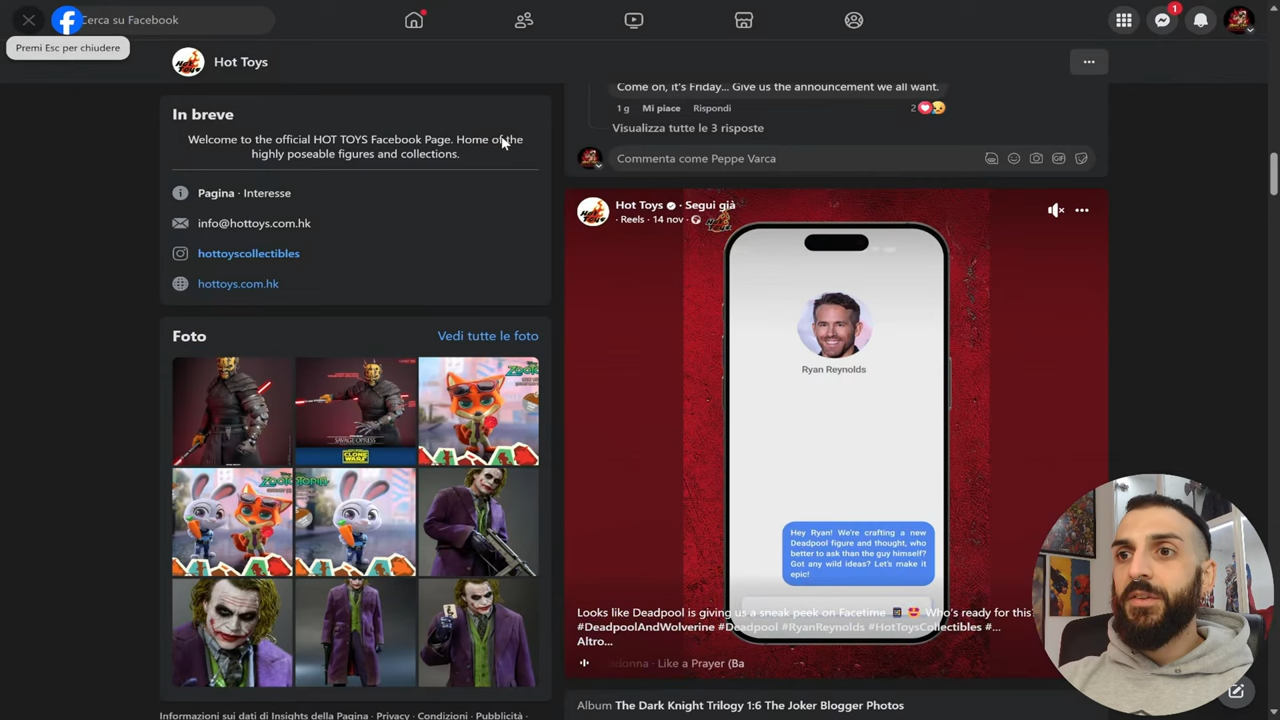 Cerca su Facebook
1
Premi Esc per chiudere
Hot Toys
In breve
Welcome to the official HOT TOYS Facebook Page. Home of the
highly poseable figures and collections.
Pagina · Interesse
info@hottoys.com.hk
hottoyscollectibles
hottoys.com.hk
Foto
Vedi tutte le foto
SAVAGE OPRESS
CLONE WARS
Informazioni sui dati di Insights della Pagina · Privacy · Condizioni · Pubblicità ·
Come on, it's Friday... Give us the announcement we all want.
1 g Mi piace Rispondi 2
Visualizza tutte le 3 risposte
Commenta come Peppe Varca
Hot Toys · Segui già
Reels · 14 nov ·
Ryan Reynolds
Hey Ryan! We're crafting a new
Deadpool figure and thought, who
better to ask than the guy himself?
Got any wild ideas? Let's make it
epic!
Looks like Deadpool is giving us a sneak peek on Facetime Who's ready for this
#DeadpoolAndWolverine #Deadpool #RyanReynolds #HotToysCollectibles #...
Altro...
donna · Like a Prayer (Ba
Album The Dark Knight Trilogy 1:6 The Joker Blogger Photos